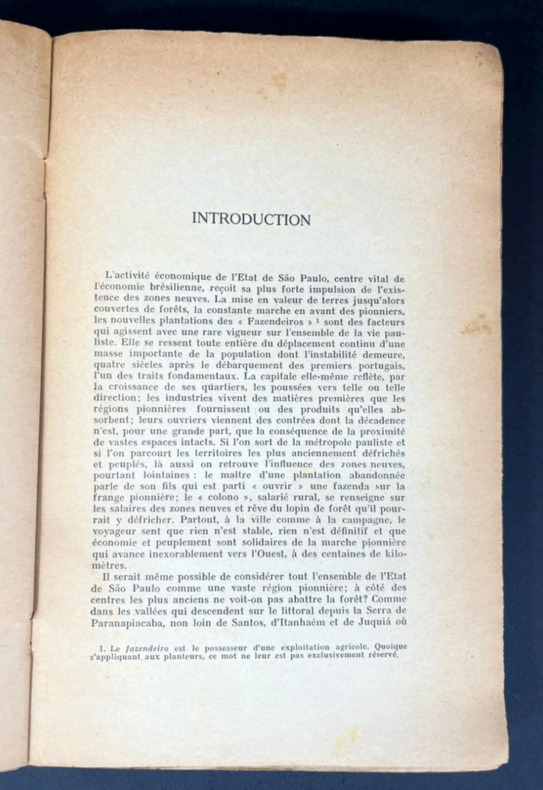 INTRODUCTION
L'activité économique de l'Etat de São Paulo, centre vital de
l'économie brésilienne, reçoit sa plus forte impulsion de l'exis-
tence des zones neuves. La mise en valeur de terres jusqu'alors
couvertes de forêts, la constante marche en avant des pionniers,
les nouvelles plantations des « Fazendeiros » ¹ sont des facteurs
qui agissent avec une rare vigueur sur l'ensemble de la vie pau-
liste. Elle se ressent toute entière du déplacement continu d'une
masse importante de la population dont l'instabilité demeure,
quatre siècles après le débarquement des premiers portugais,
l'un des traits fondamentaux. La capitale elle-même reflète, par
la croissance de ses quartiers, les poussées vers telle ou telle
direction; les industries vivent des matières premières que les
régions pionnières fournissent ou des produits qu'elles ab-
sorbent; leurs ouvriers viennent des contrées dont la décadence
n'est, pour une grande part, que la conséquence de la proximité
de vastes espaces intacts. Si l'on sort de la métropole pauliste et
si l'on parcourt les territoires les plus anciennement défrichés
et peuplés, là aussi on retrouve l'influence des zones neuves,
pourtant lointaines : le maître d'une plantation abandonnée
parle de son fils qui est parti « ouvrir » une fazenda sur la
frange pionnière; le « colono », salarié rural, se renseigne sur
les salaires des zones neuves et rêve du lopin de forêt qu'il pour-
rait y défricher. Partout, à la ville comme à la campagne, le
voyageur sent que rien n'est stable, rien n'est définitif et que
économie et peuplement sont solidaires de la marche pionnière
qui avance inexorablement vers l'Ouest, à des centaines de kilo-
mètres.
Il serait même possible de considérer tout l'ensemble de l'Etat
de São Paulo comme une vaste région pionnière; à côté des
centres les plus anciens ne voit-on pas abattre la forêt? Comme
dans les vallées qui descendent sur le littoral depuis la Serra de
Paranapiacaba, non loin de Santos, d'Itanhaém et de Juquiá où
1. Le fazendeiro est le possesseur d'une exploitation agricole. Quoique
s'appliquant aux planteurs, ce mot ne leur est pas exclusivement réservé.